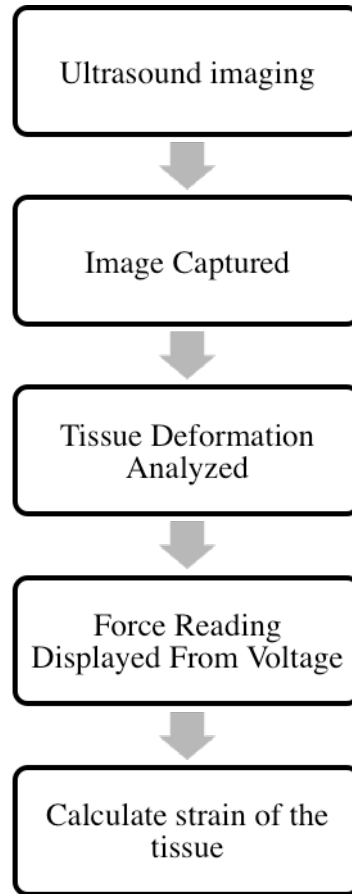 Ultrasound imaging
Image Captured
Tissue Deformation
Analyzed
Force Reading
Displayed From Voltage
Calculate strain of the
tissue